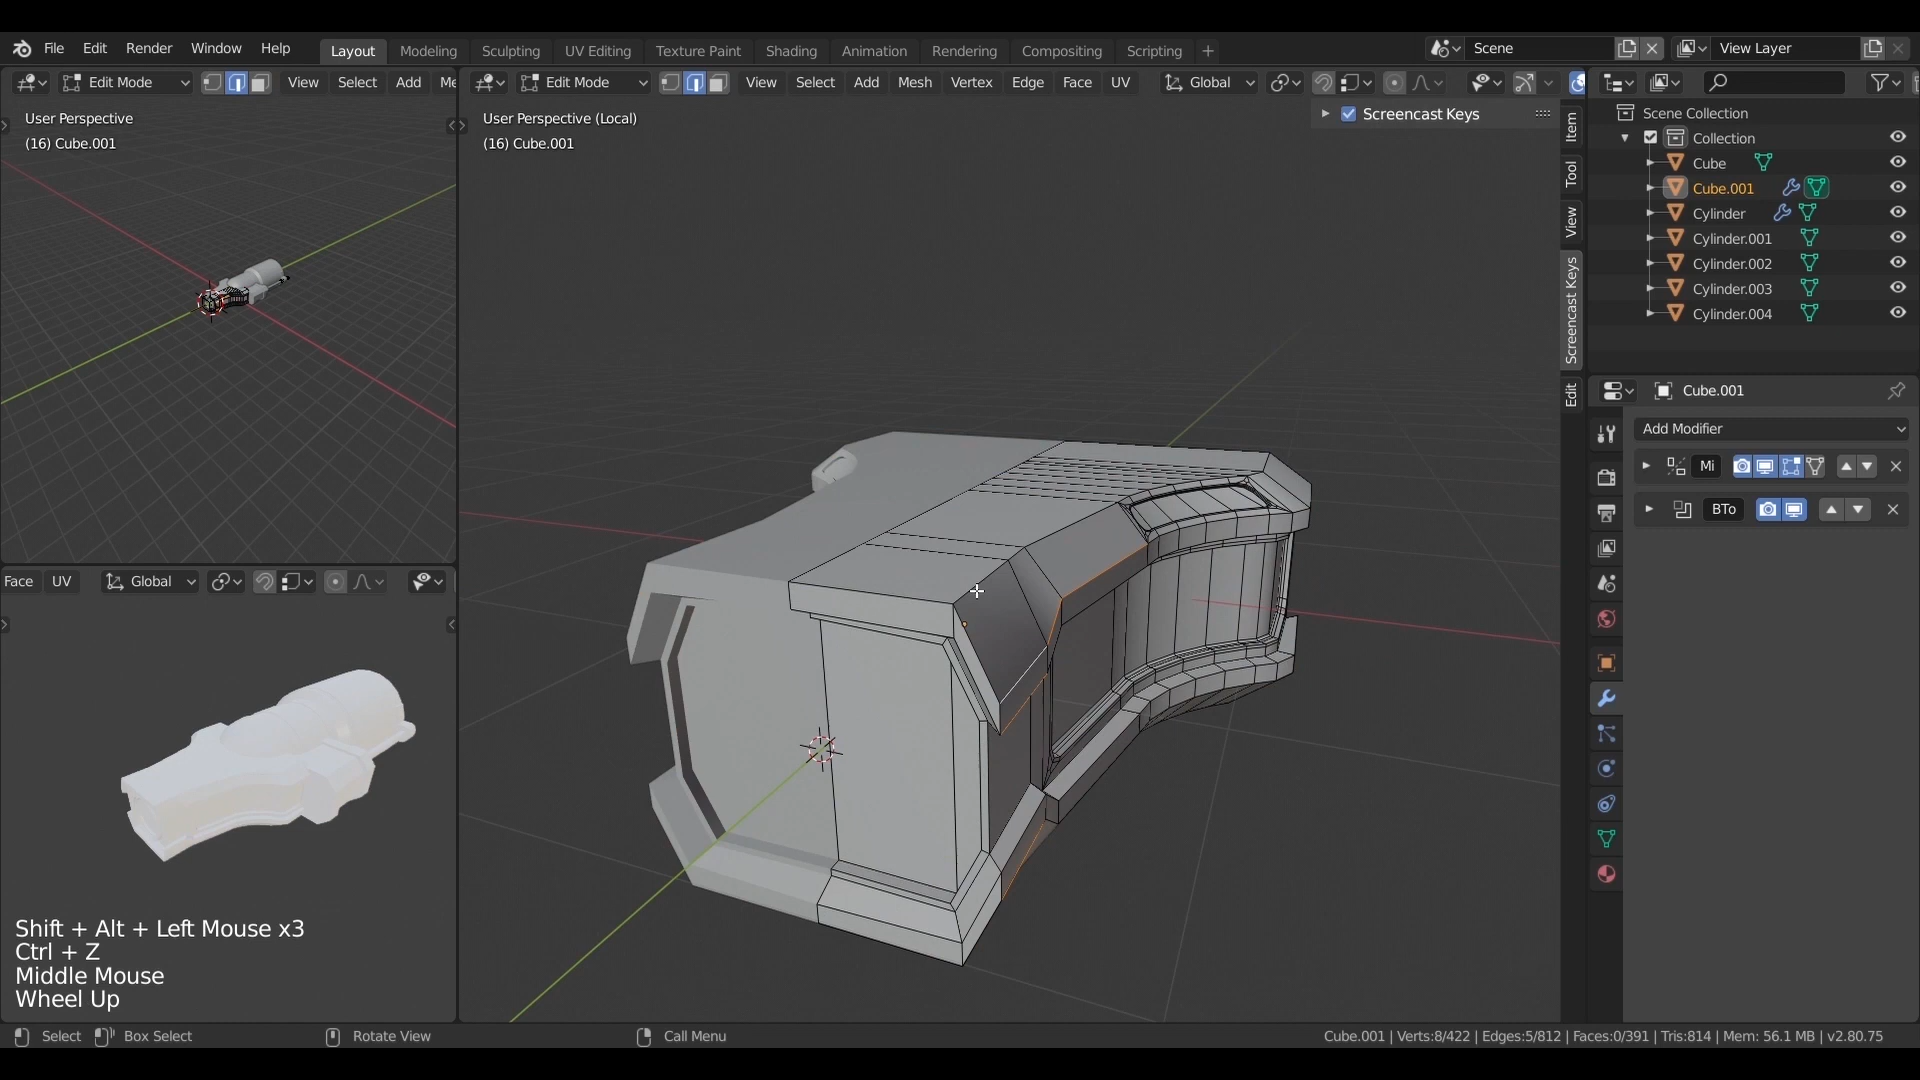 File Edit Render Window Help Layout Modeling Sculpting UV Editing Texture Paint Shading Animation Rendering Compositing Scripting + Scene View Layer
Edit Mode View Select Add Me Edit Mode View Select Add Mesh Vertex Edge Face UV Global
User Perspective
(16) Cube.001
User Perspective (Local)
(16) Cube.001
Screencast Keys
Item
Tool
View
Screencast Keys
Edit
Scene Collection
Collection
Cube
Cube.001
Cylinder
Cylinder.001
Cylinder.002
Cylinder.003
Cylinder.004
Cube.001
Add Modifier
Mi
BTo
Face UV Global
Shift + Alt + Left Mouse x3
Ctrl + Z
Middle Mouse
Wheel Up
Select Box Select Rotate View Call Menu Cube.001 | Verts:8/422 | Edges:5/812 | Faces:0/391 | Tris:814 | Mem: 56.1 MB | v2.80.75